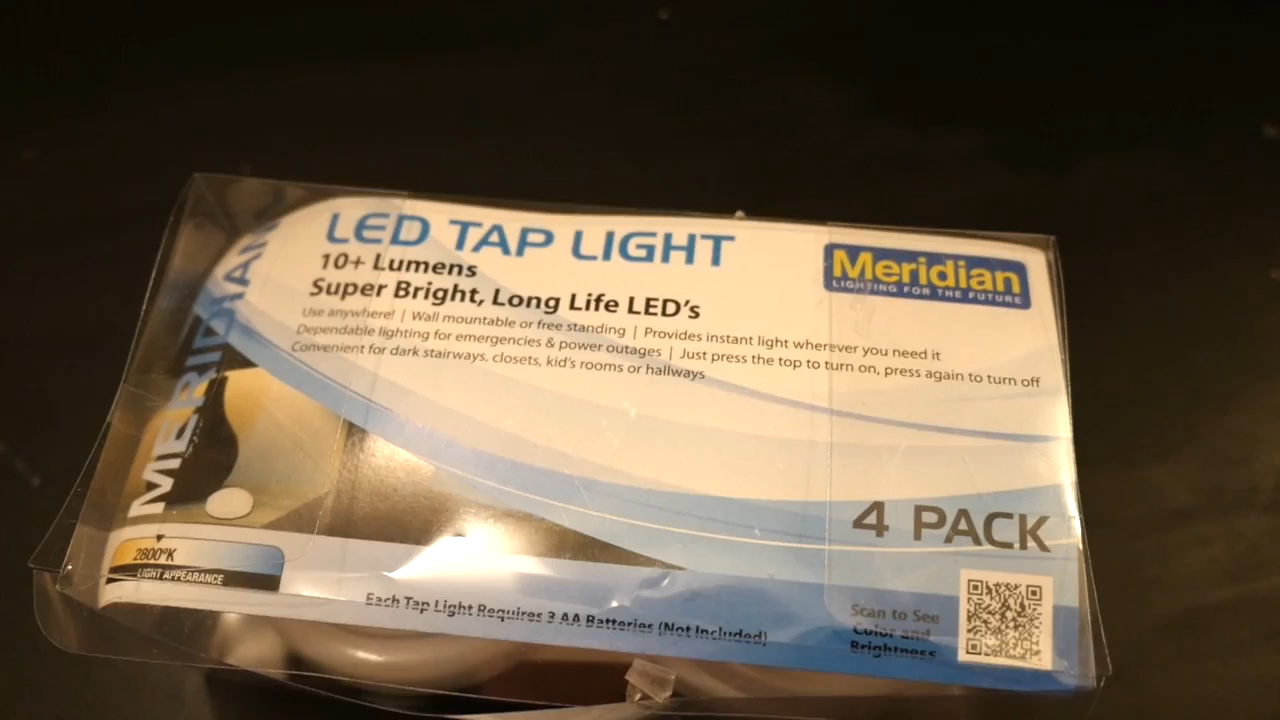 LED TAP LIGHT
10+ Lumens
Super Bright, Long Life LED's
Use anywhere! | Wall mountable or free standing | Provides instant light wherever you need it
Dependable lighting for emergencies & power outages | Just press the top to turn on, press again to turn off
Convenient for dark stairways, closets, kid's rooms or hallways
Meridian
LIGHTING FOR THE FUTURE
MERIDIAN
4 PACK
2800°K
LIGHT APPEARANCE
Each Tap Light Requires 3 AA Batteries (Not Included)
Scan to See
Color and
Brightness